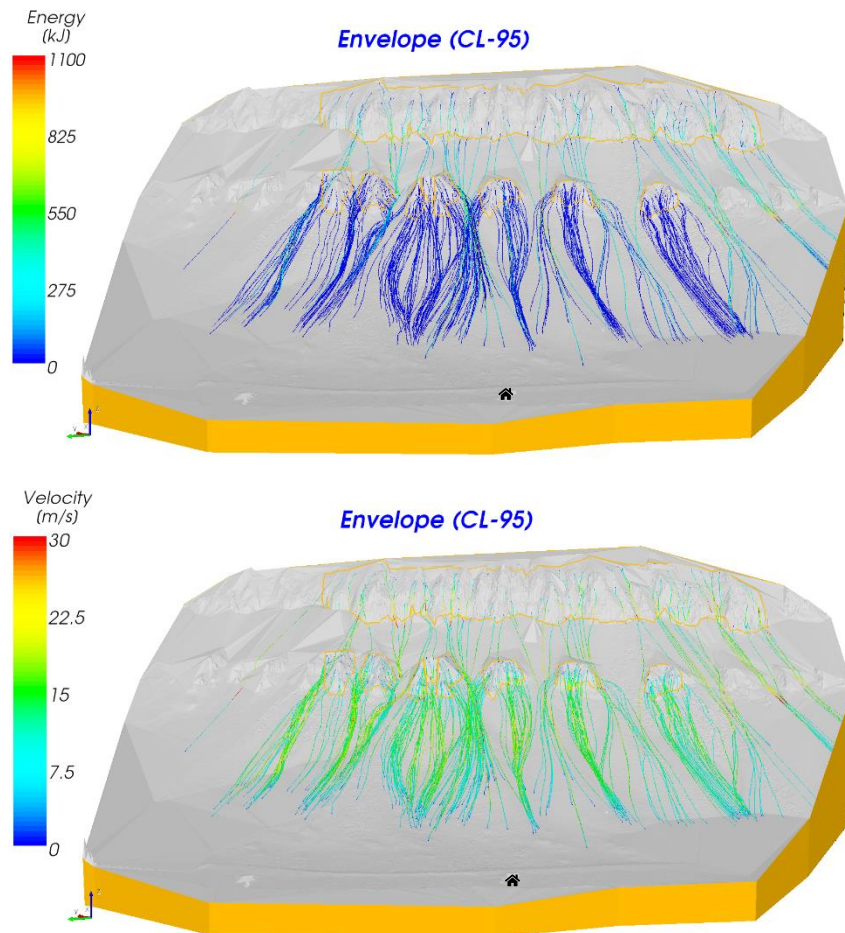 Energy
(kJ)
Envelope (CL-95)
1100
825
550
275
0
Z
Y
X
Velocity
(m/s)
Envelope (CL-95)
30
22.5
15
7.5
0